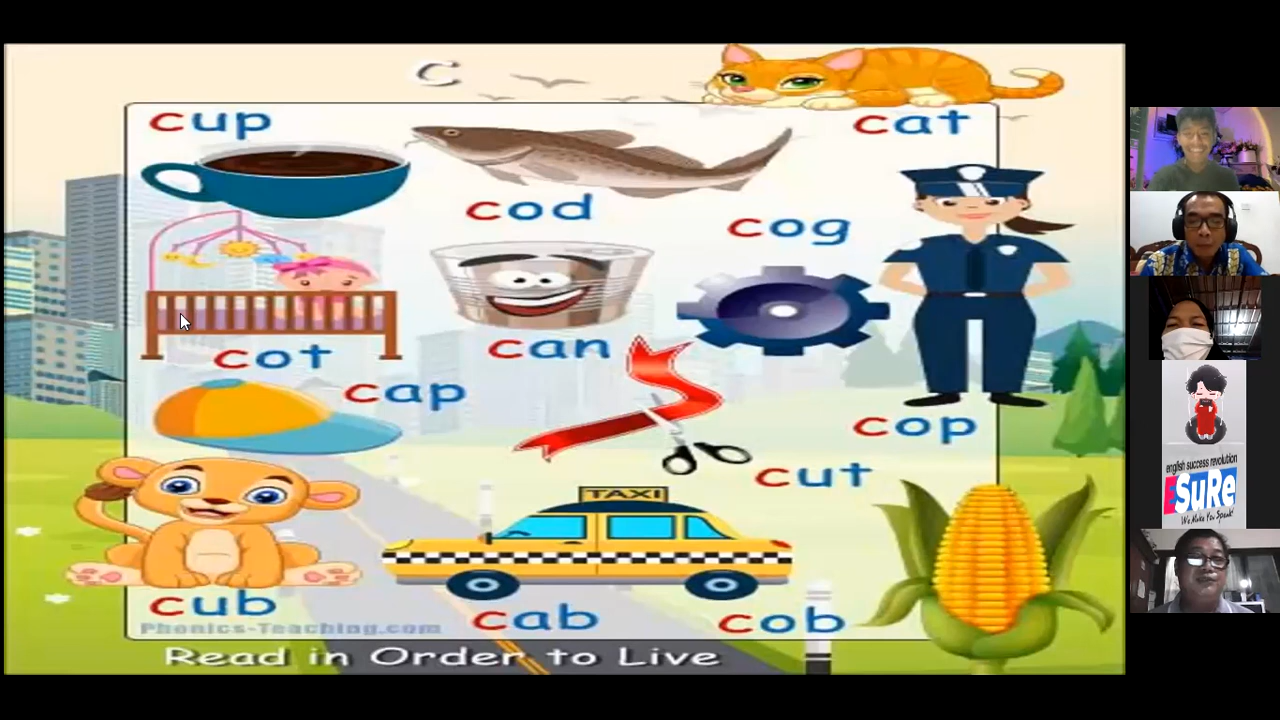 c
cup
cat
cod
cog
cot
can
cap
cop
cut
TAXI
cub
cab
cob
Phonics-Teaching.com
Read in Order to Live
english success revolution
ESuRe
We Make You Speak!